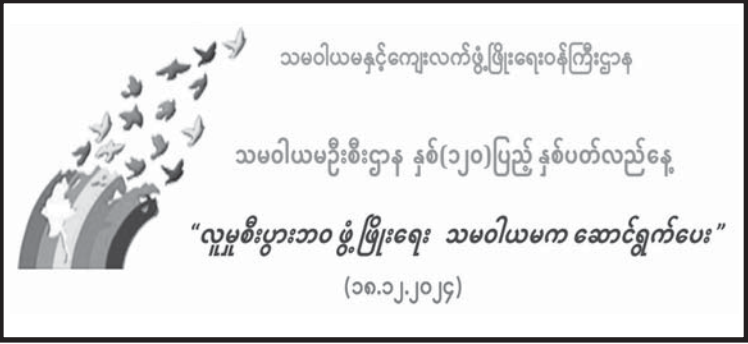 သမဝါယမနှင့်ကျေးလက်ဖွံ့ဖြိုးရေးဝန်ကြီးဌာန
သမဝါယမဦးစီးဌာန နှစ်(၁၂၀)ပြည့် နှစ်ပတ်လည်နေ့
“လူမှုစီးပွားဘဝ ဖွံ့ဖြိုးရေး သမဝါယမက ဆောင်ရွက်ပေး”
(၁၈.၁၂.၂၀၂၄)